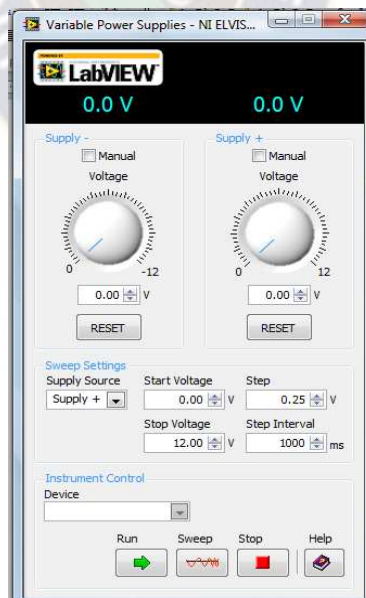 Variable Power Supplies - NI ELVIS...
POWERED BY
LabVIEW
0.0 V 0.0 V
Supply - Supply +
Manual Manual
Voltage Voltage
0 -12 0 12
0.00 V 0.00 V
RESET RESET
Sweep Settings
Supply Source Start Voltage Step
Supply + 0.00 V 0.25 V
Stop Voltage Step Interval
12.00 V 1000 ms
Instrument Control
Device
Run Sweep Stop Help